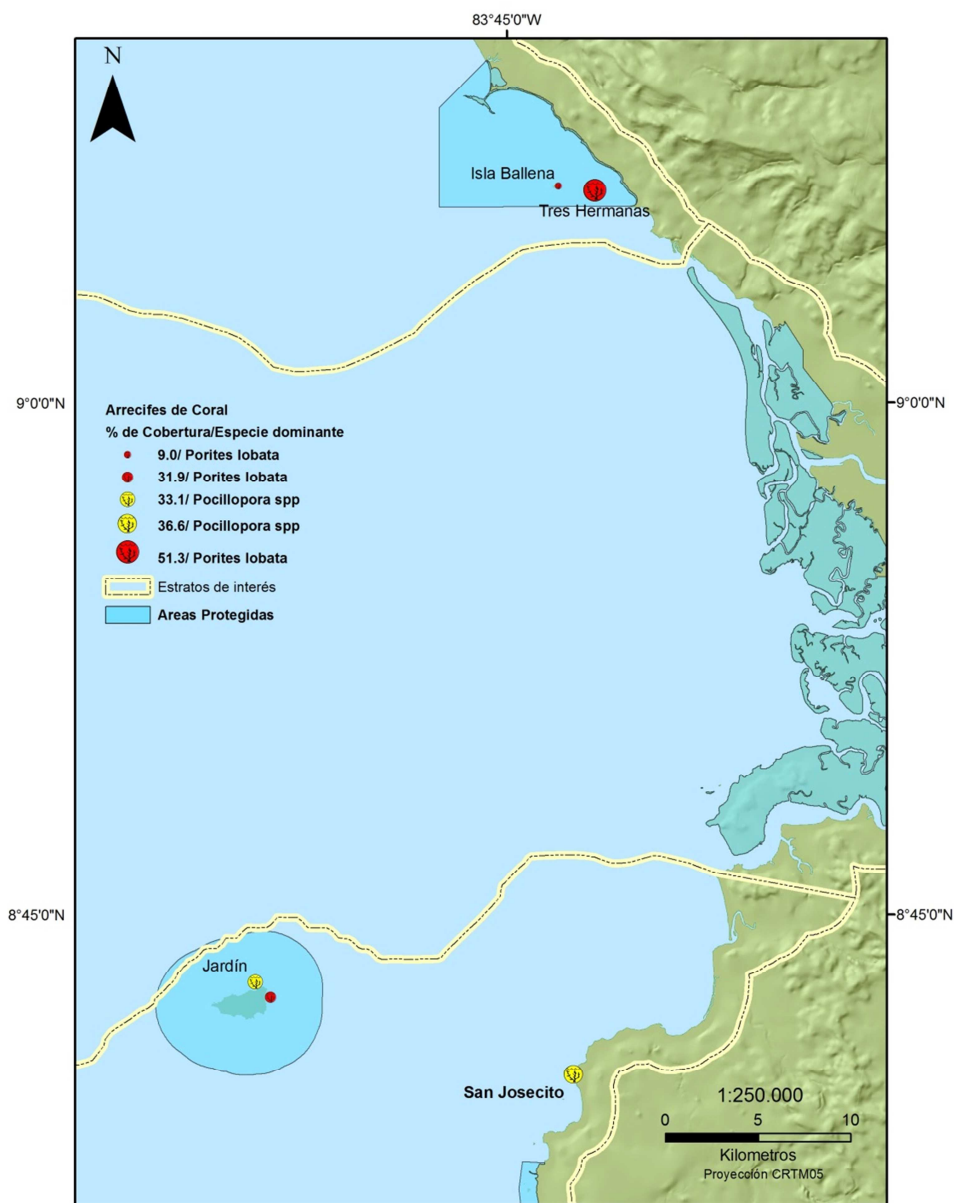 83°45'0"W
N
Isla Ballena
Tres Hermanas
9°0'0"N
9°0'0"N
Arrecifes de Coral
% de Cobertura/Especie dominante
9.0/ Porites lobata
31.9/ Porites lobata
33.1/ Pocillopora spp
36.6/ Pocillopora spp
51.3/ Porites lobata
Estratos de interés
Areas Protegidas
8°45'0"N
8°45'0"N
Jardín
San Josecito
1:250.000
0 5 10
Kilometros
Proyección CRTM05